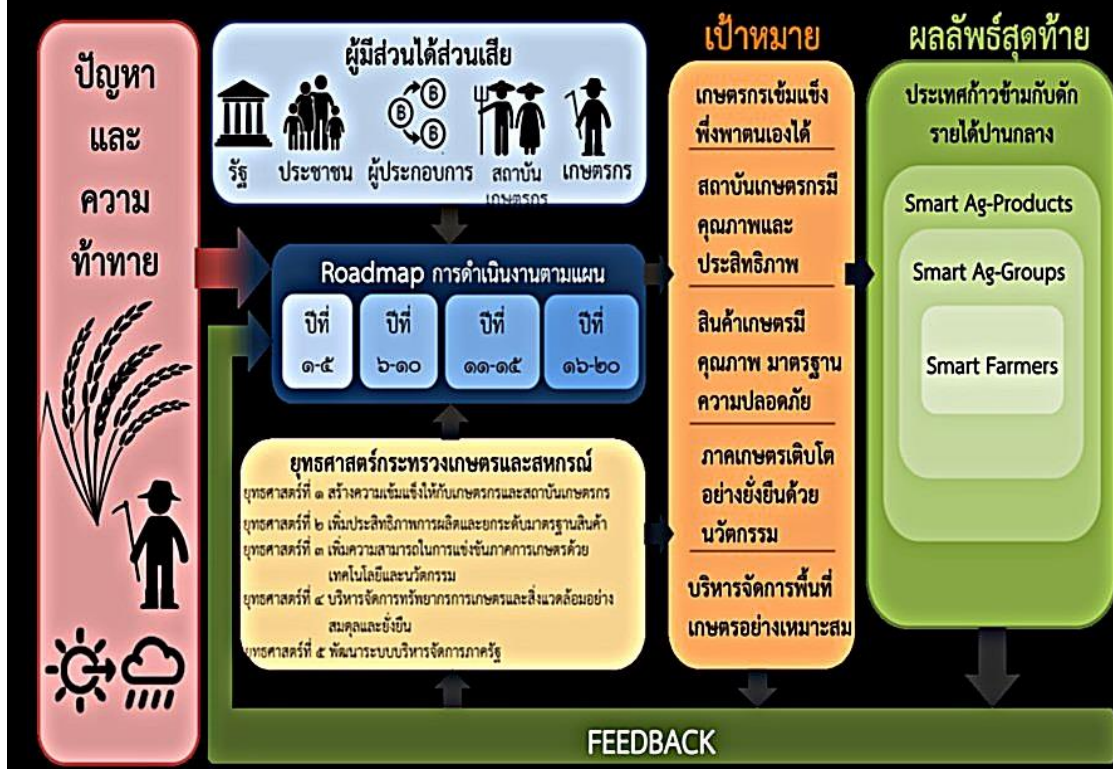 ปัญหา
และ
ความ
ท้าทาย
ผู้มีส่วนได้ส่วนเสีย
รัฐ
ประชาชน
ผู้ประกอบการ
สถาบัน
เกษตรกร
เกษตรกร
Roadmap การดำเนินงานตามแผน
ปีที่
๑-๕
ปีที่
๖-๑๐
ปีที่
๑๑-๑๕
ปีที่
๑๖-๒๐
ยุทธศาสตร์กระทรวงเกษตรและสหกรณ์
ยุทธศาสตร์ที่ ๑ สร้างความเข้มแข็งให้กับเกษตรกรและสถาบันเกษตรกร
ยุทธศาสตร์ที่ ๒ เพิ่มประสิทธิภาพการผลิตและยกระดับมาตรฐานสินค้า
ยุทธศาสตร์ที่ ๓ เพิ่มความสามารถในการแข่งขันภาคการเกษตรด้วย
เทคโนโลยีและนวัตกรรม
ยุทธศาสตร์ที่ ๔ บริหารจัดการทรัพยากรการเกษตรและสิ่งแวดล้อมอย่าง
สมดุลและยั่งยืน
ยุทธศาสตร์ที่ ๕ พัฒนาระบบบริหารจัดการภาครัฐ
เป้าหมาย
เกษตรกรเข้มแข็ง
พึ่งพาตนเองได้
สถาบันเกษตรกรมี
คุณภาพและ
ประสิทธิภาพ
สินค้าเกษตรมี
คุณภาพ มาตรฐาน
ความปลอดภัย
ภาคเกษตรเติบโต
อย่างยั่งยืนด้วย
นวัตกรรม
บริหารจัดการพื้นที่
เกษตรอย่างเหมาะสม
ผลลัพธ์สุดท้าย
ประเทศก้าวข้ามกับดัก
รายได้ปานกลาง
Smart Ag-Products
Smart Ag-Groups
Smart Farmers
FEEDBACK